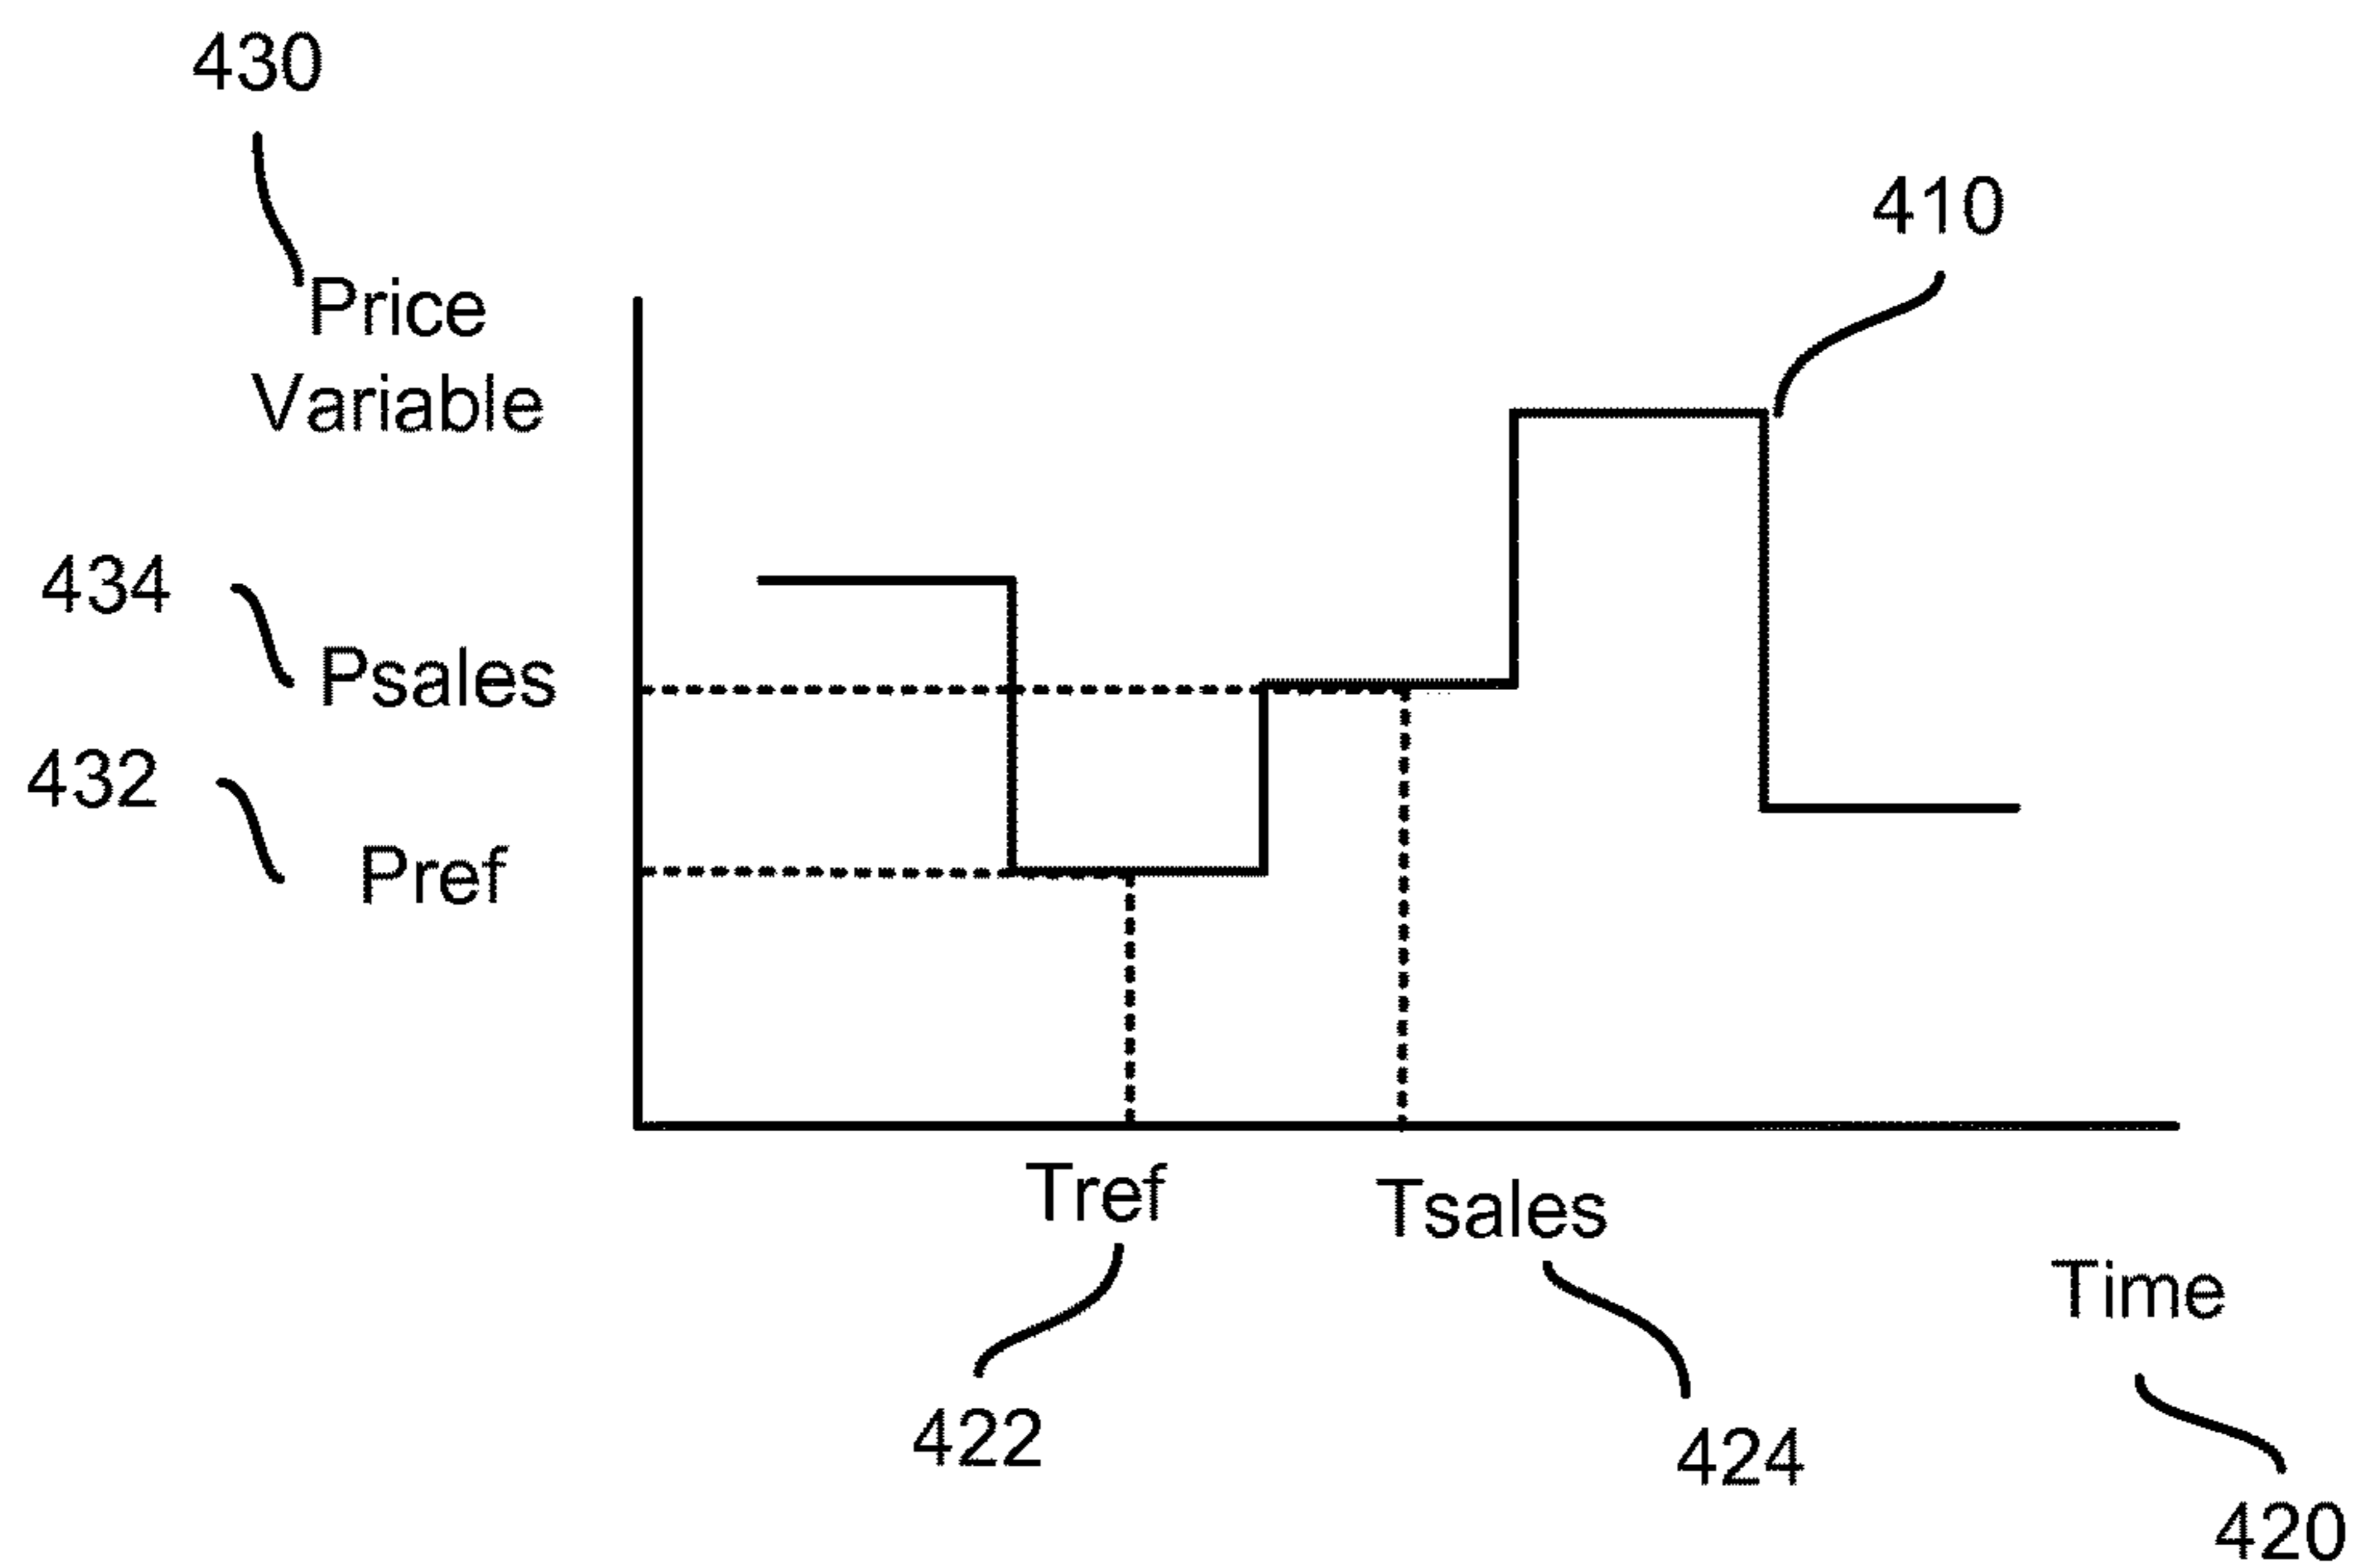 430
410
Price
Variable
434
Psales
432
Pref
Tref
Tsales
Time
422
424
420